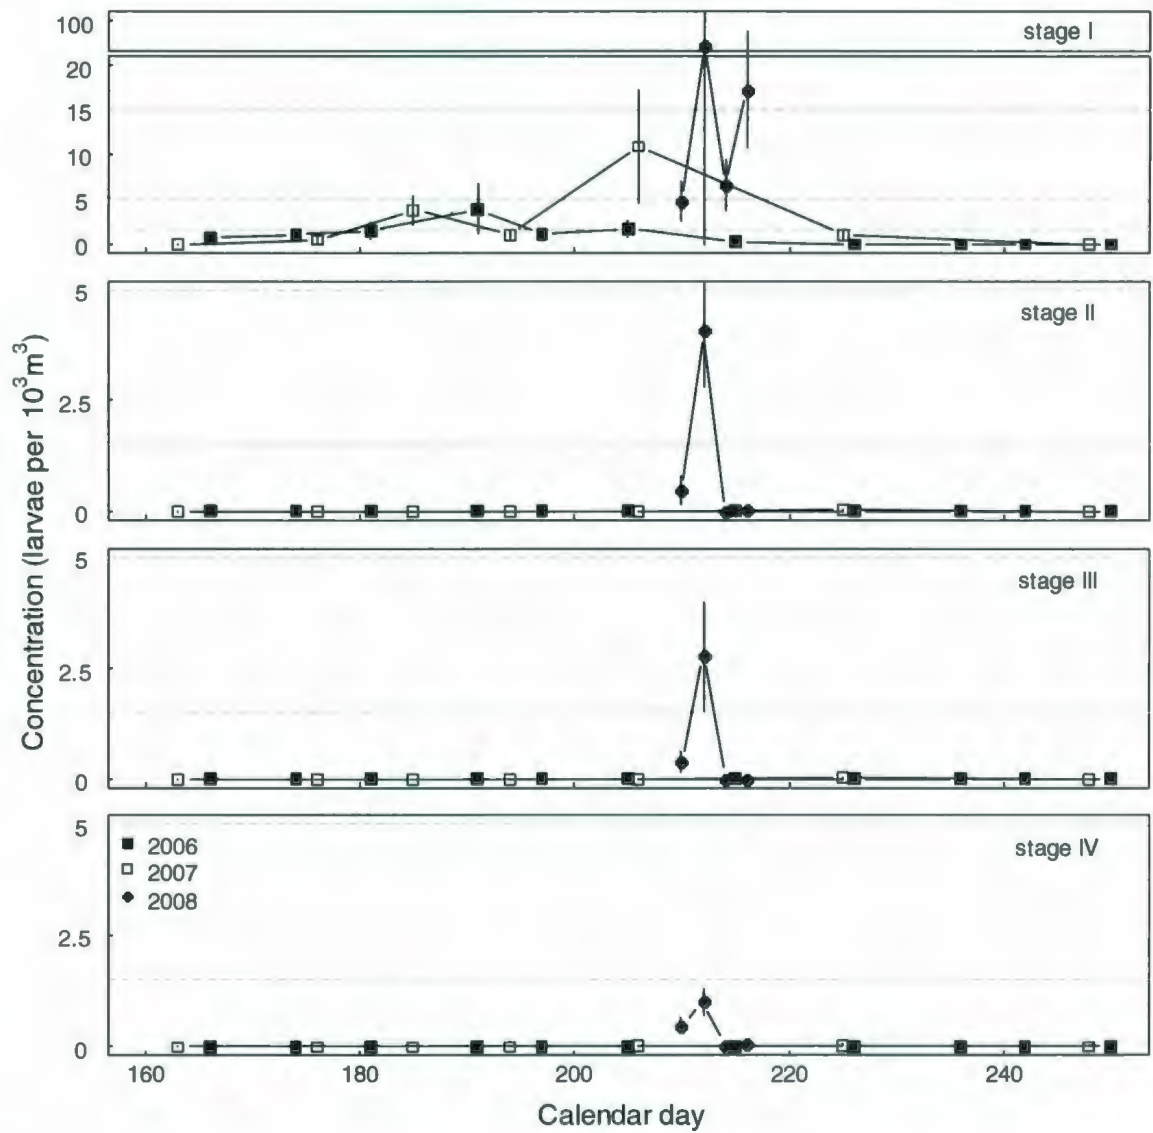 100
stage I
20
15
10
5
0
5
stage II
2.5
0
5
stage III
2.5
0
5
stage IV
2006
2007
2008
2.5
0
160 180 200 220 240
Calendar day
Concentration (larvae per 10³m³)